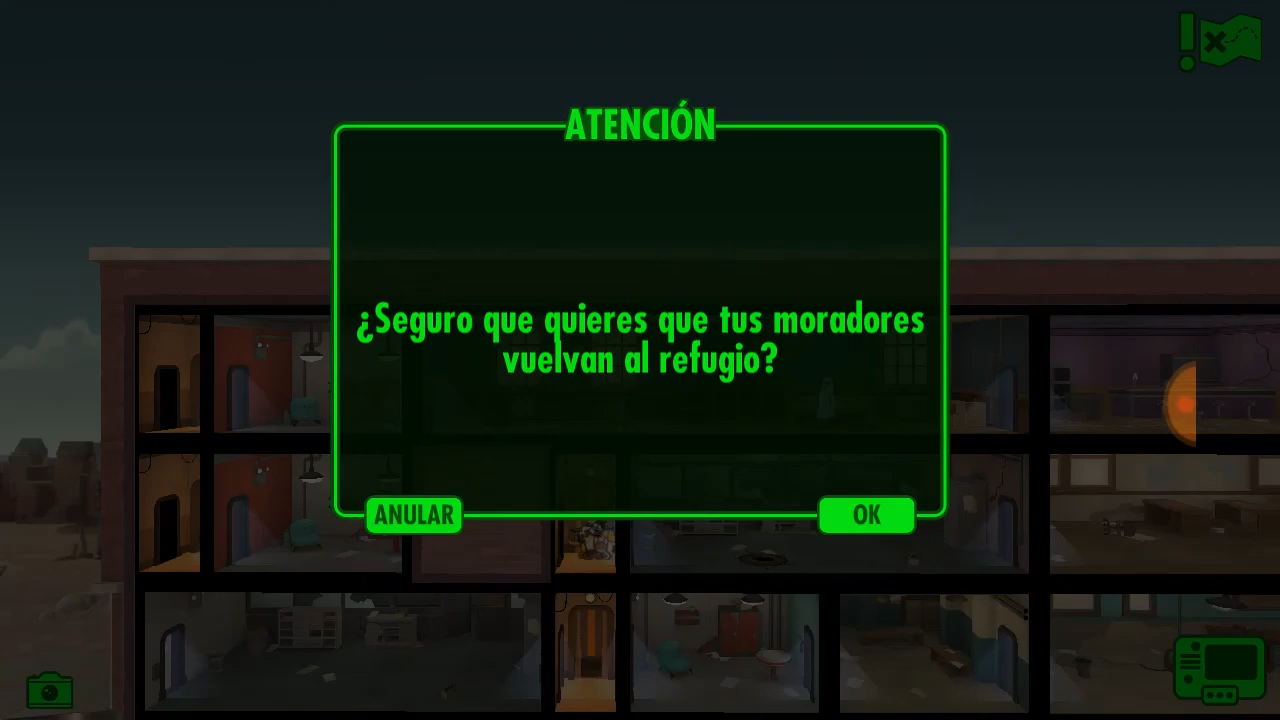 ATENCIÓN
¿Seguro que quieres que tus moradores
vuelvan al refugio?
ANULAR
OK